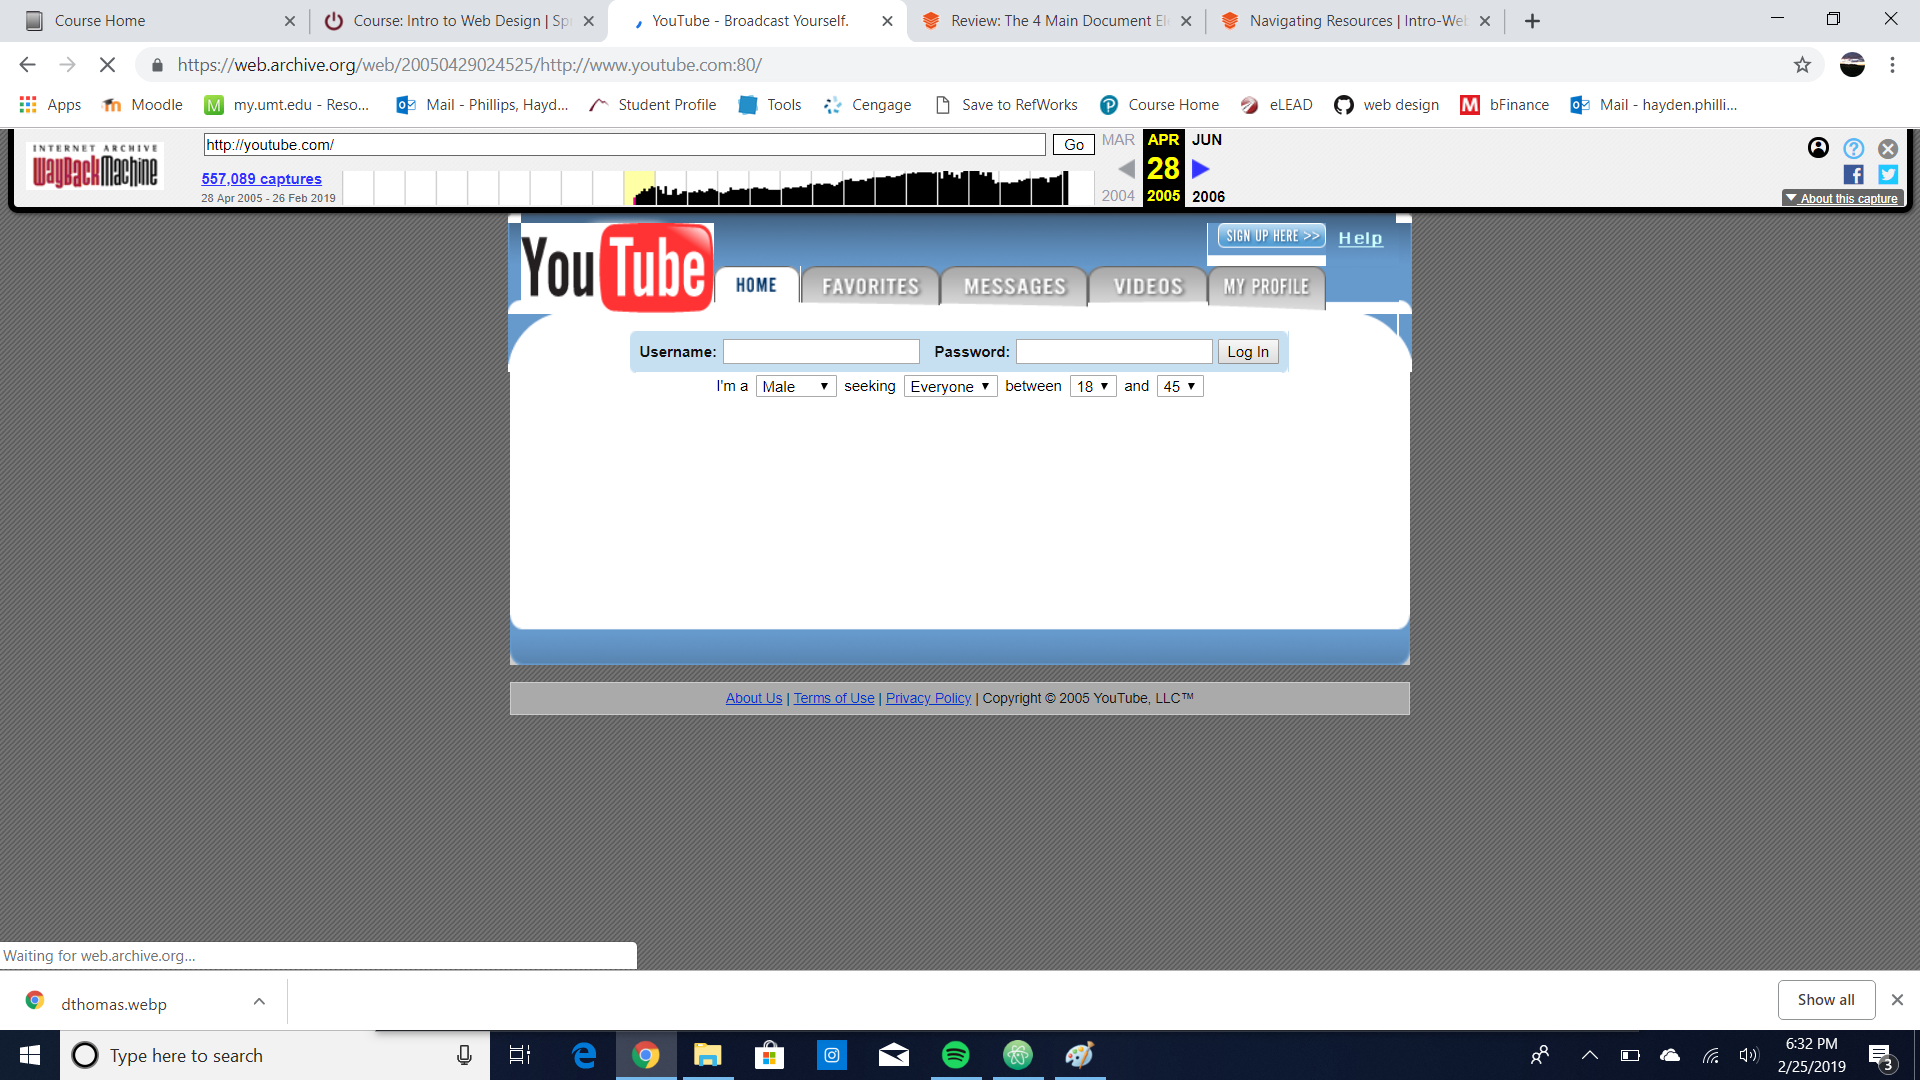 Course Home
Course: Intro to Web Design | Sp
YouTube - Broadcast Yourself.
Review: The 4 Main Document El
Navigating Resources | Intro-Web
https://web.archive.org/web/20050429024525/http://www.youtube.com:80/
Apps
Moodle
my.umt.edu - Reso...
Mail - Phillips, Hayd...
Student Profile
Tools
Cengage
Save to RefWorks
Course Home
eLEAD
web design
bFinance
Mail - hayden.philli...
INTERNET ARCHIVE
WayBackMachine
http://youtube.com/
Go
MAR
APR
JUN
28
557,089 captures
28 Apr 2005 - 26 Feb 2019
2004
2005
2006
About this capture
YouTube
SIGN UP HERE >>
Help
HOME
FAVORITES
MESSAGES
VIDEOS
MY PROFILE
Username:
Password:
Log In
I'm a Male seeking Everyone between 18 and 45
About Us | Terms of Use | Privacy Policy | Copyright © 2005 YouTube, LLC™
Waiting for web.archive.org...
dthomas.webp
Show all
Type here to search
6:32 PM
2/25/2019
3